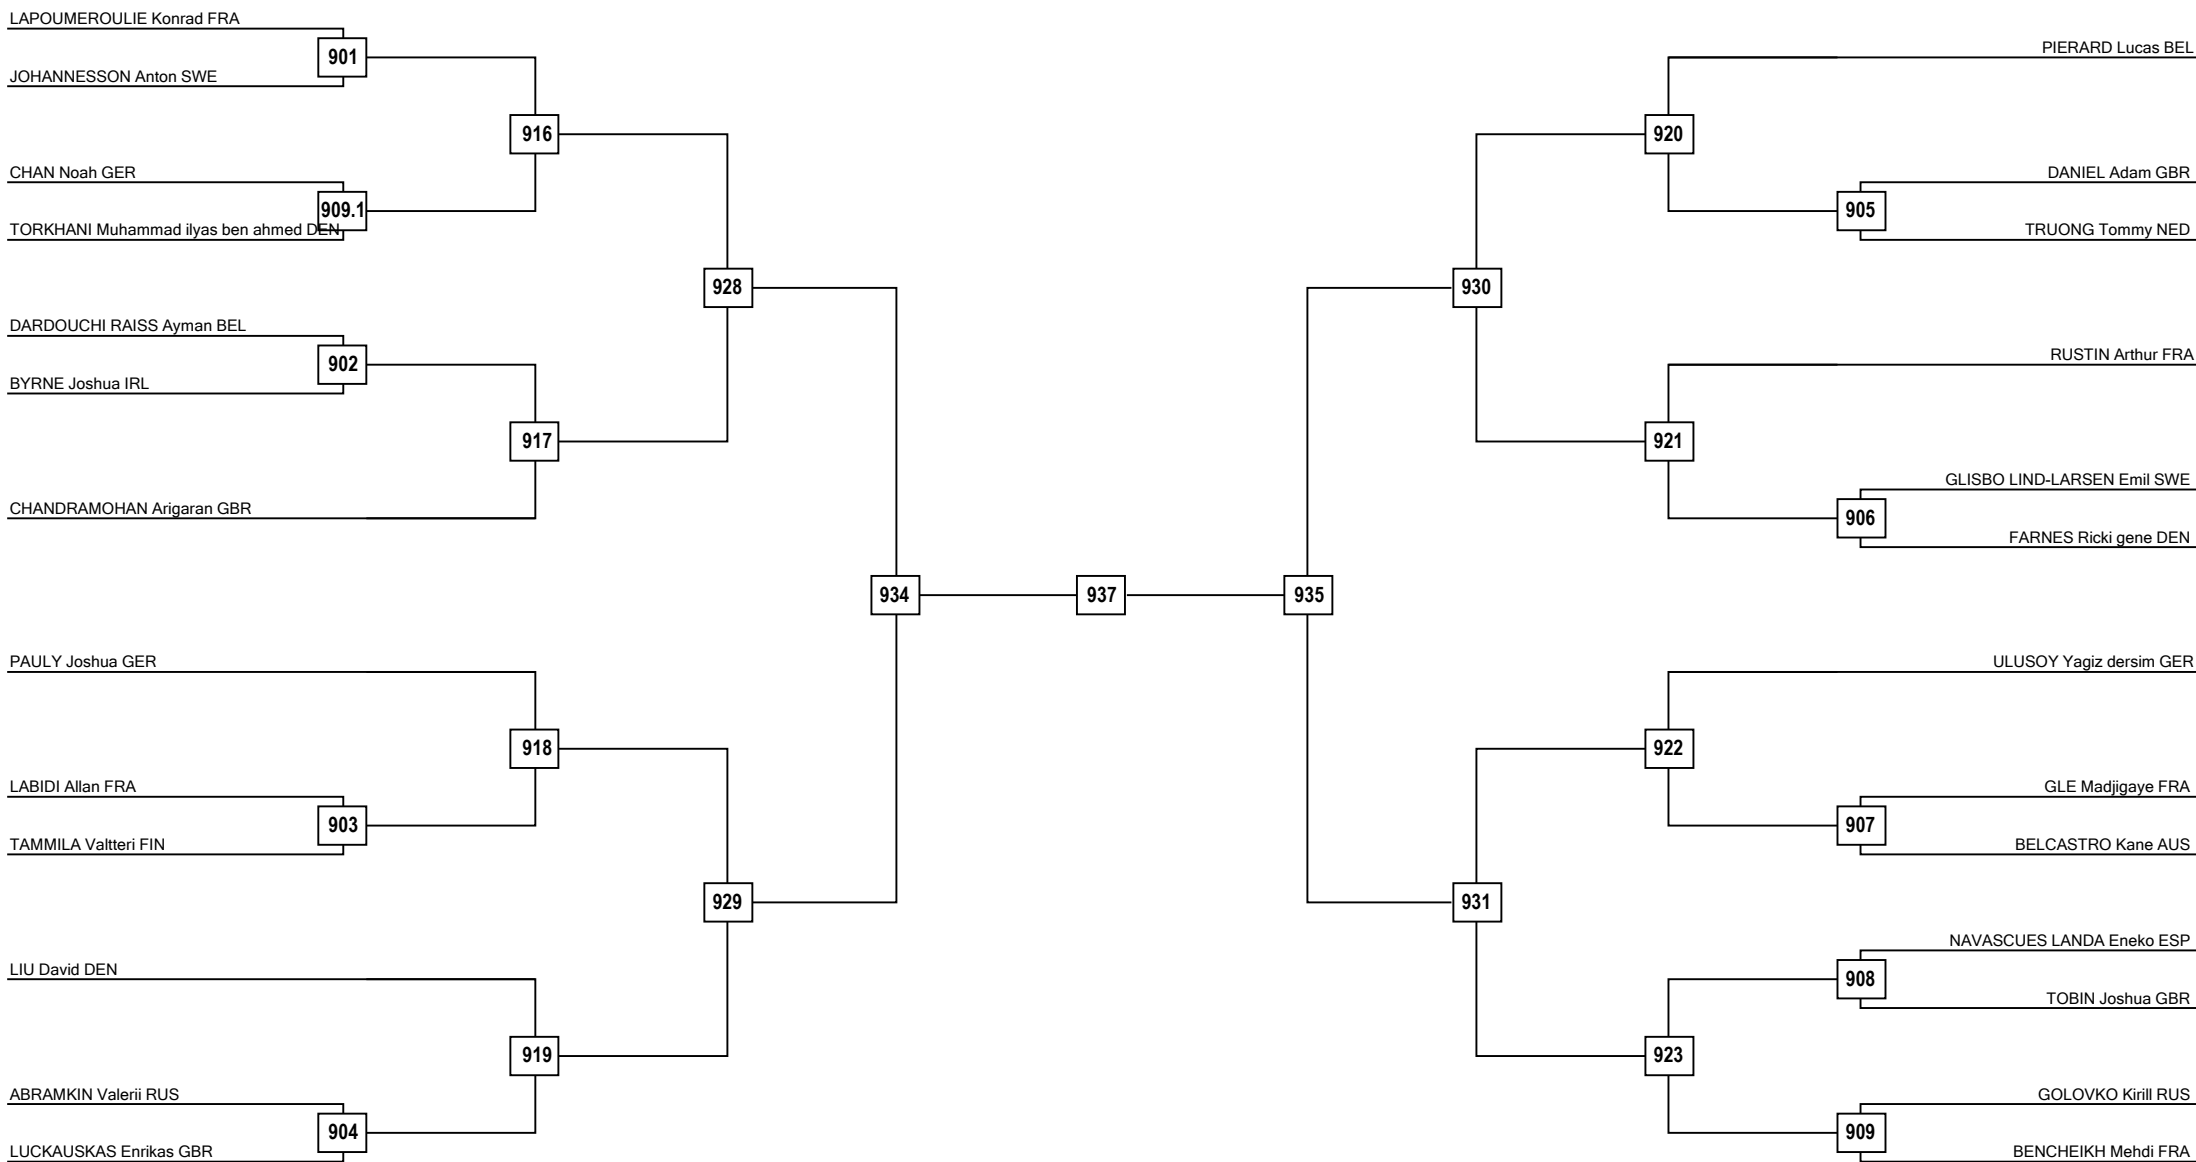 LAPOUMEROULIE Konrad FRA
901
JOHANNESSON Anton SWE
916
CHAN Noah GER
909.1
TORKHANI Muhammad ilyas ben ahmed DEN
928
DARDOUCHI RAISS Ayman BEL
902
BYRNE Joshua IRL
917
CHANDRAMOHAN Arigaran GBR
934
PAULY Joshua GER
918
LABIDI Allan FRA
903
TAMMILA Valtteri FIN
929
LIU David DEN
919
ABRAMKIN Valerii RUS
904
LUCKAUSKAS Enrikas GBR
937
PIERARD Lucas BEL
920
DANIEL Adam GBR
905
TRUONG Tommy NED
930
RUSTIN Arthur FRA
921
GLISBO LIND-LARSEN Emil SWE
906
FARNES Ricki gene DEN
935
ULUSOY Yagiz dersim GER
922
GLE Madjigaye FRA
907
BELCASTRO Kane AUS
931
NAVASCUES LANDA Eneko ESP
908
TOBIN Joshua GBR
923
GOLOVKO Kirill RUS
909
BENCHEIKH Mehdi FRA